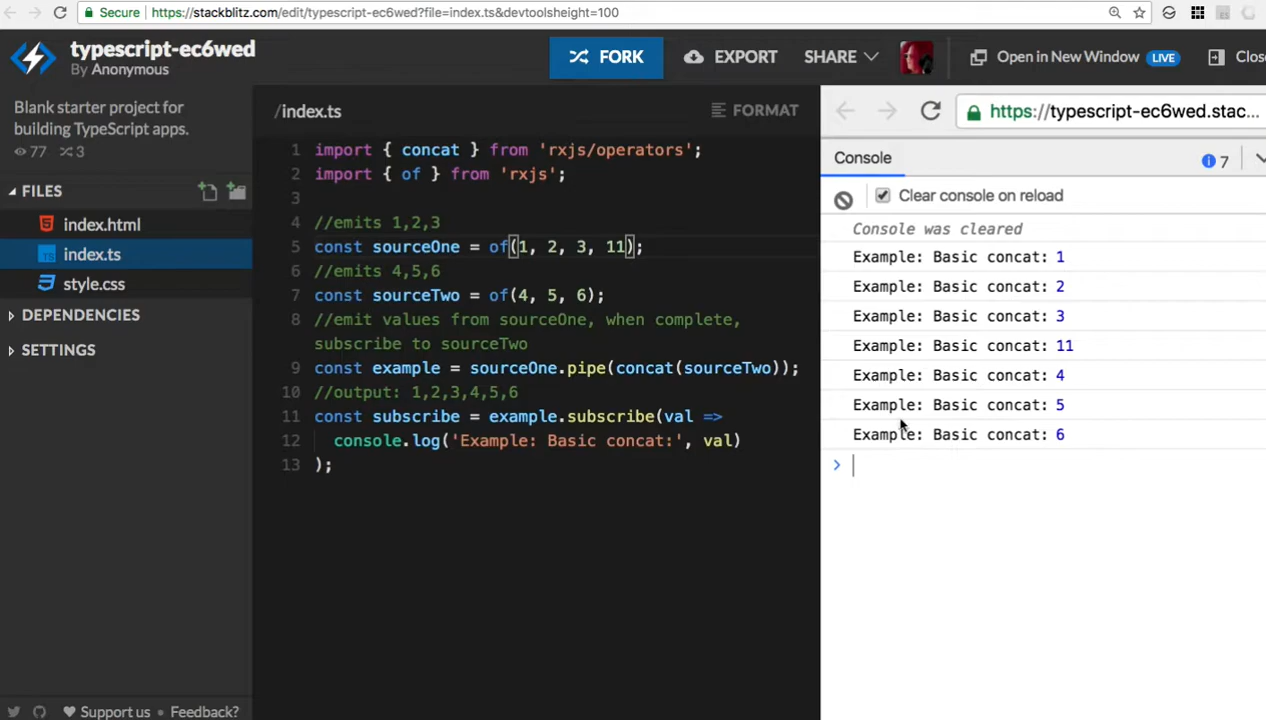 Secure https://stackblitz.com/edit/typescript-ec6wed?file=index.ts&devtoolsheight=100
typescript-ec6wed
By Anonymous
FORK
EXPORT
SHARE
Open in New Window LIVE
Close
Blank starter project for
building TypeScript apps.
77 3
FILES
index.html
TS index.ts
style.css
DEPENDENCIES
SETTINGS
Support us
Feedback?
/index.ts
FORMAT
1 import { concat } from 'rxjs/operators';
2 import { of } from 'rxjs';
3
4 //emits 1,2,3
5 const sourceOne = of(1, 2, 3, 11);
6 //emits 4,5,6
7 const sourceTwo = of(4, 5, 6);
8 //emit values from sourceOne, when complete,
subscribe to sourceTwo
9 const example = sourceOne.pipe(concat(sourceTwo));
10 //output: 1,2,3,4,5,6
11 const subscribe = example.subscribe(val =>
12 console.log('Example: Basic concat:', val)
13 );
https://typescript-ec6wed.stac...
Console
7
Clear console on reload
Console was cleared
Example: Basic concat: 1
Example: Basic concat: 2
Example: Basic concat: 3
Example: Basic concat: 11
Example: Basic concat: 4
Example: Basic concat: 5
Example: Basic concat: 6
>